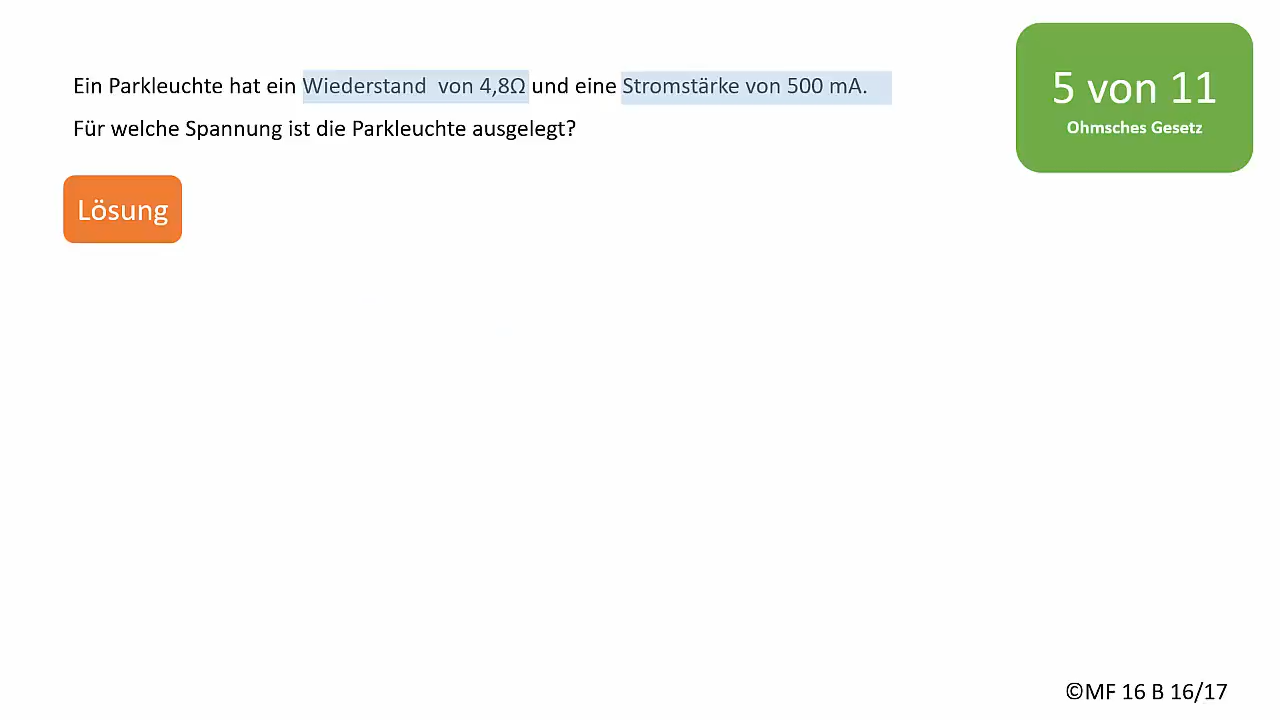 Ein Parkleuchte hat ein Wiederstand von 4,8Ω und eine Stromstärke von 500 mA.
Für welche Spannung ist die Parkleuchte ausgelegt?
5 von 11
Ohmsches Gesetz
Lösung
©MF 16 B 16/17